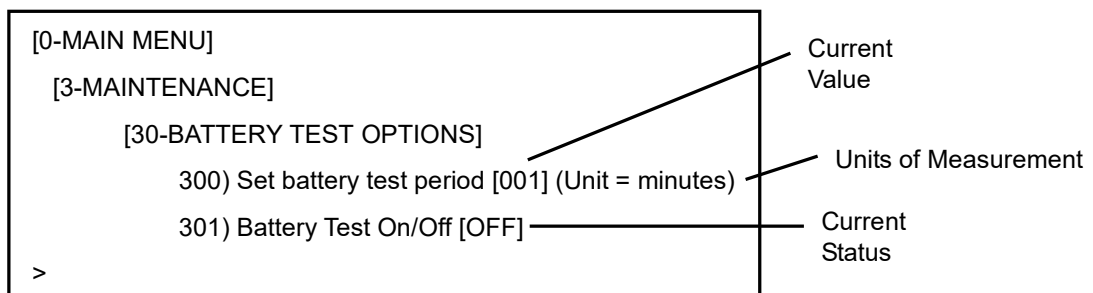 [0-MAIN MENU]
[3-MAINTENANCE]
[30-BATTERY TEST OPTIONS]
300) Set battery test period [001] (Unit = minutes)
301) Battery Test On/Off [OFF]
>
Current
Value
Units of Measurement
Current
Status